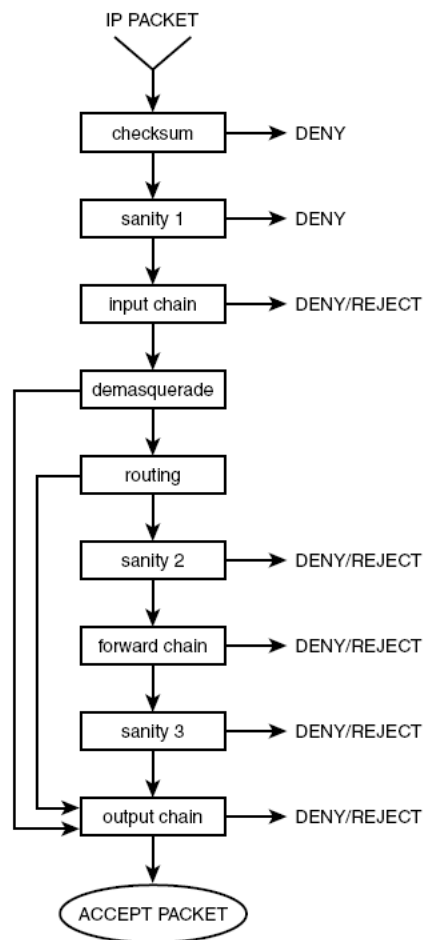 IP PACKET
checksum
DENY
sanity 1
DENY
input chain
DENY/REJECT
demasquerade
routing
sanity 2
DENY/REJECT
forward chain
DENY/REJECT
sanity 3
DENY/REJECT
output chain
DENY/REJECT
ACCEPT PACKET